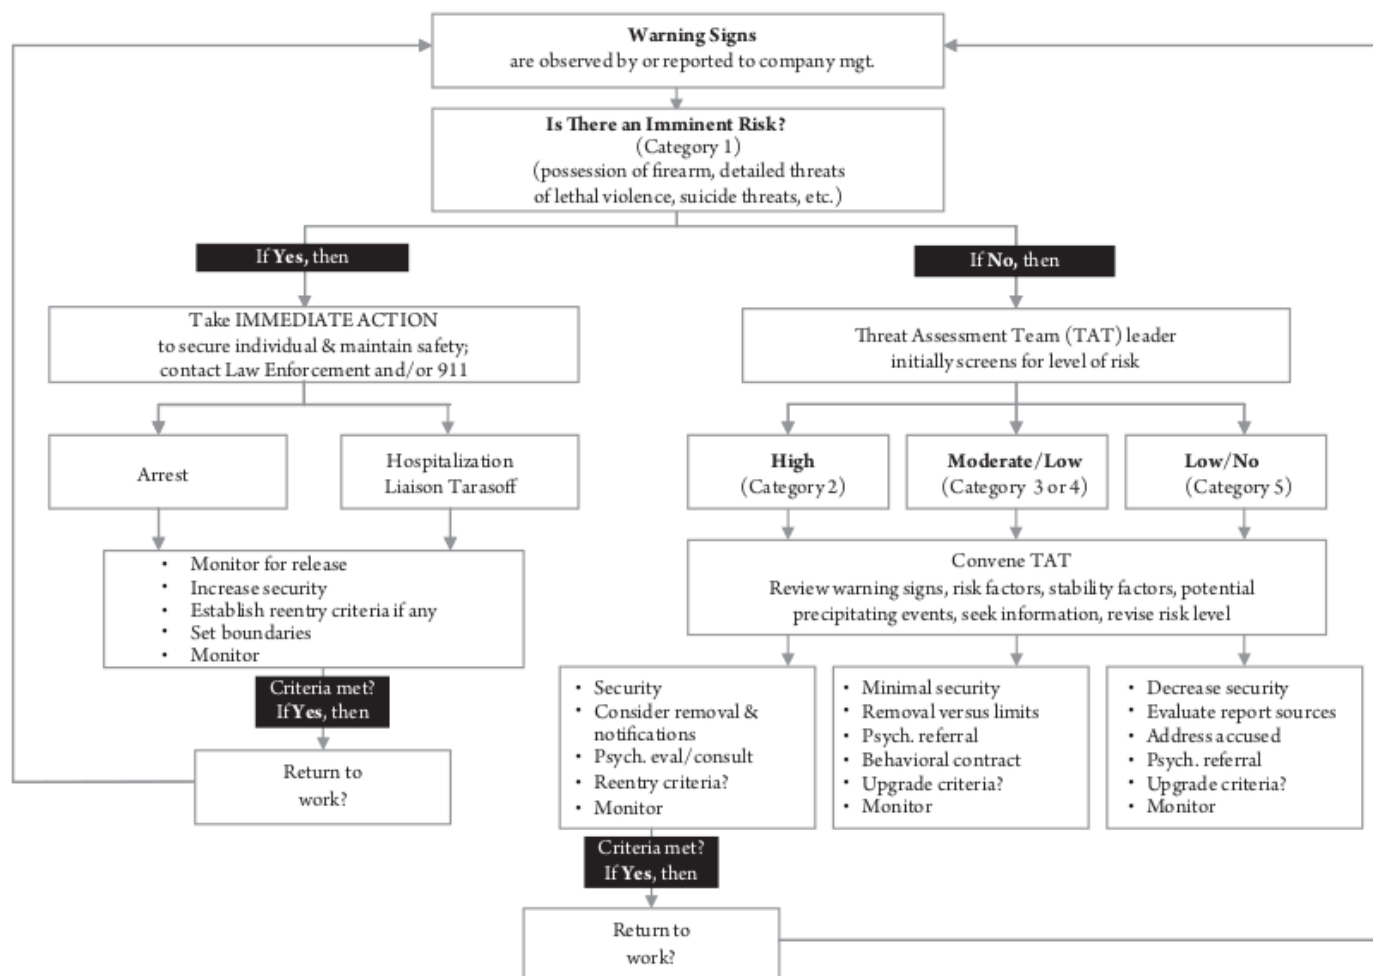 Warning Signs
are observed by or reported to company mgt.
Is There an Imminent Risk?
(Category 1)
(possession of firearm, detailed threats
of lethal violence, suicide threats, etc.)
If Yes, then
If No, then
Take IMMEDIATE ACTION
to secure individual & maintain safety;
contact Law Enforcement and/or 911
Threat Assessment Team (TAT) leader
initially screens for level of risk
Arrest
Hospitalization
Liaison Tarasoff
High
(Category 2)
Moderate/Low
(Category 3 or 4)
Low/No
(Category 5)
• Monitor for release
• Increase security
• Establish reentry criteria if any
• Set boundaries
• Monitor
Convene TAT
Review warning signs, risk factors, stability factors, potential
precipitating events, seek information, revise risk level
Criteria met?
If Yes, then
Return to
work?
• Security
• Consider removal &
notifications
• Psych. eval/consult
• Reentry criteria?
• Monitor
• Minimal security
• Removal versus limits
• Psych. referral
• Behavioral contract
• Upgrade criteria?
• Monitor
• Decrease security
• Evaluate report sources
• Address accused
• Psych. referral
• Upgrade criteria?
• Monitor
Criteria met?
If Yes, then
Return to
work?